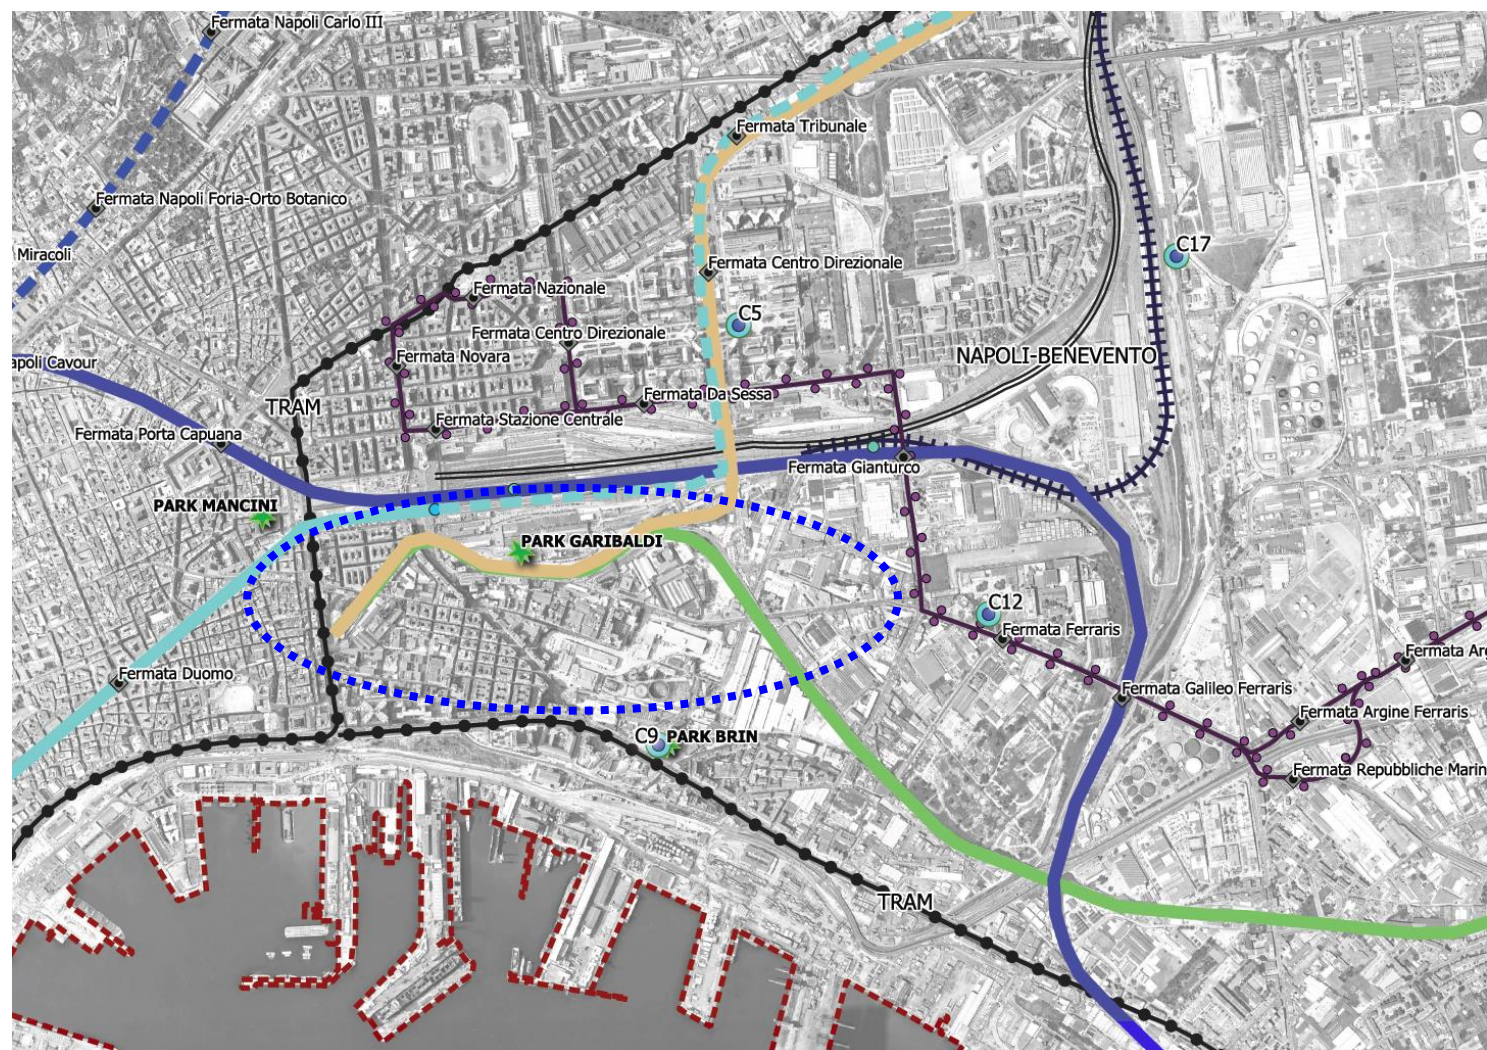 Fermata Napoli Carlo III
Fermata Tribunale
Fermata Napoli Foria-Orto Botanico
Miracoli
C17
Fermata Centro Direzionale
Fermata Nazionale
C5
Fermata Centro Direzionale
apoli Cavour
Fermata Novara
NAPOLI-BENEVENTO
Fermata Da Sessa
TRAM
Fermata Stazione Centrale
Fermata Porta Capuana
Fermata Gianturco
PARK MANCINI
PARK GARIBALDI
C12
Fermata Ferraris
Fermata Arg
Fermata Duomo
Fermata Galileo Ferraris
Fermata Argine Ferraris
C9 PARK BRIN
Fermata Repubbliche Marin
TRAM